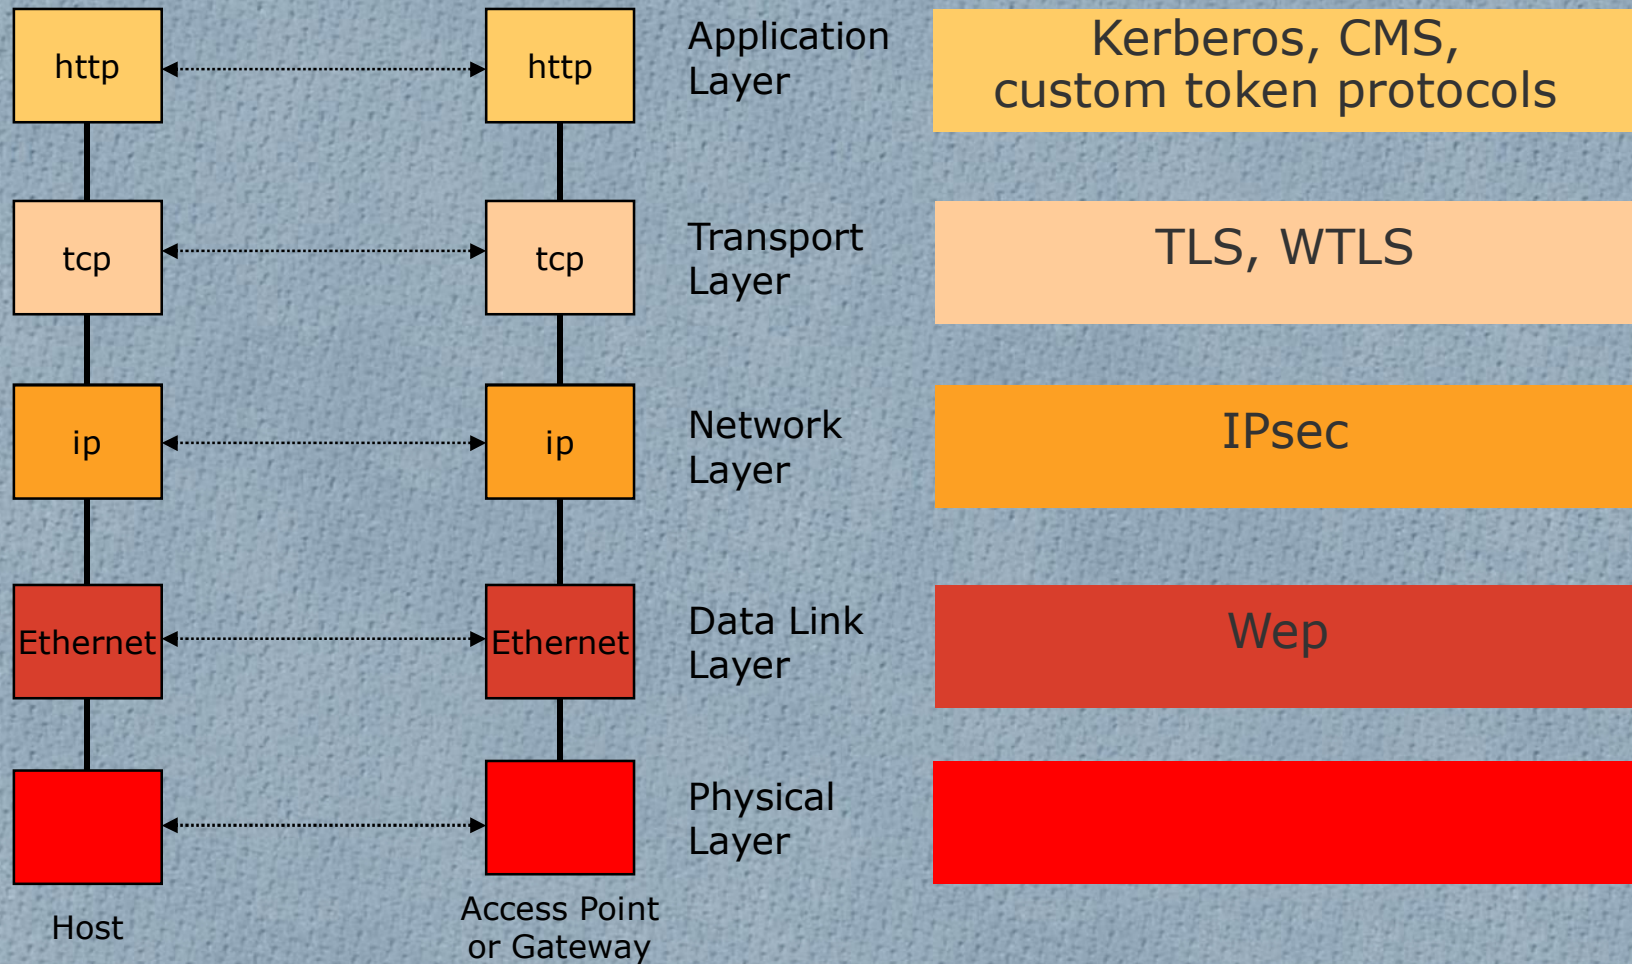 http
http
Application
Layer
Kerberos, CMS,
custom token protocols
tcp
tcp
Transport
Layer
TLS, WTLS
ip
ip
Network
Layer
IPsec
Ethernet
Ethernet
Data Link
Layer
Wep
Physical
Layer
Host
Access Point
or Gateway